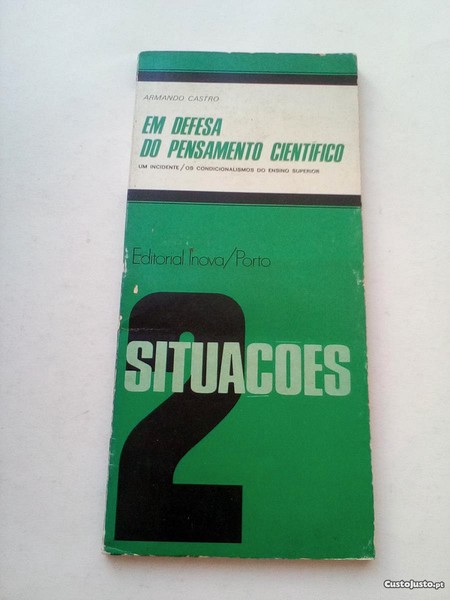 ARMANDO CASTRO
EM DEFESA
DO PENSAMENTO CIENTÍFICO
UM INCIDENTE/OS CONDICIONALISMOS DO ENSINO SUPERIOR
Editorial Inova/Porto
2
SITUACOES
CustoJusto.pt